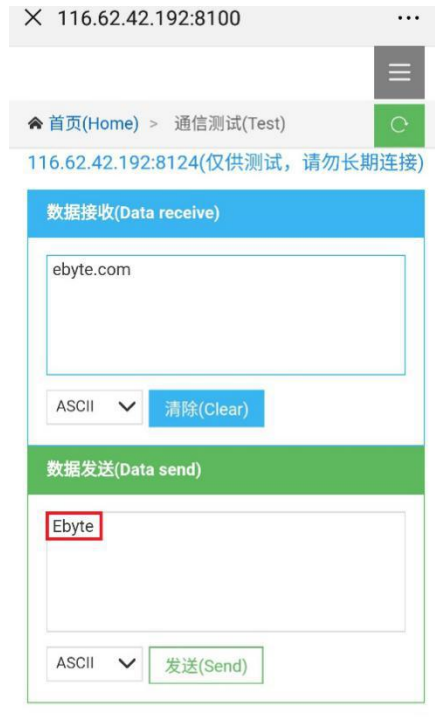 116.62.42.192:8100
首页(Home) > 通信测试(Test)
116.62.42.192:8124(仅供测试，请勿长期连接)
数据接收(Data receive)
ebyte.com
ASCII 清除(Clear)
数据发送(Data send)
Ebyte
ASCII 发送(Send)